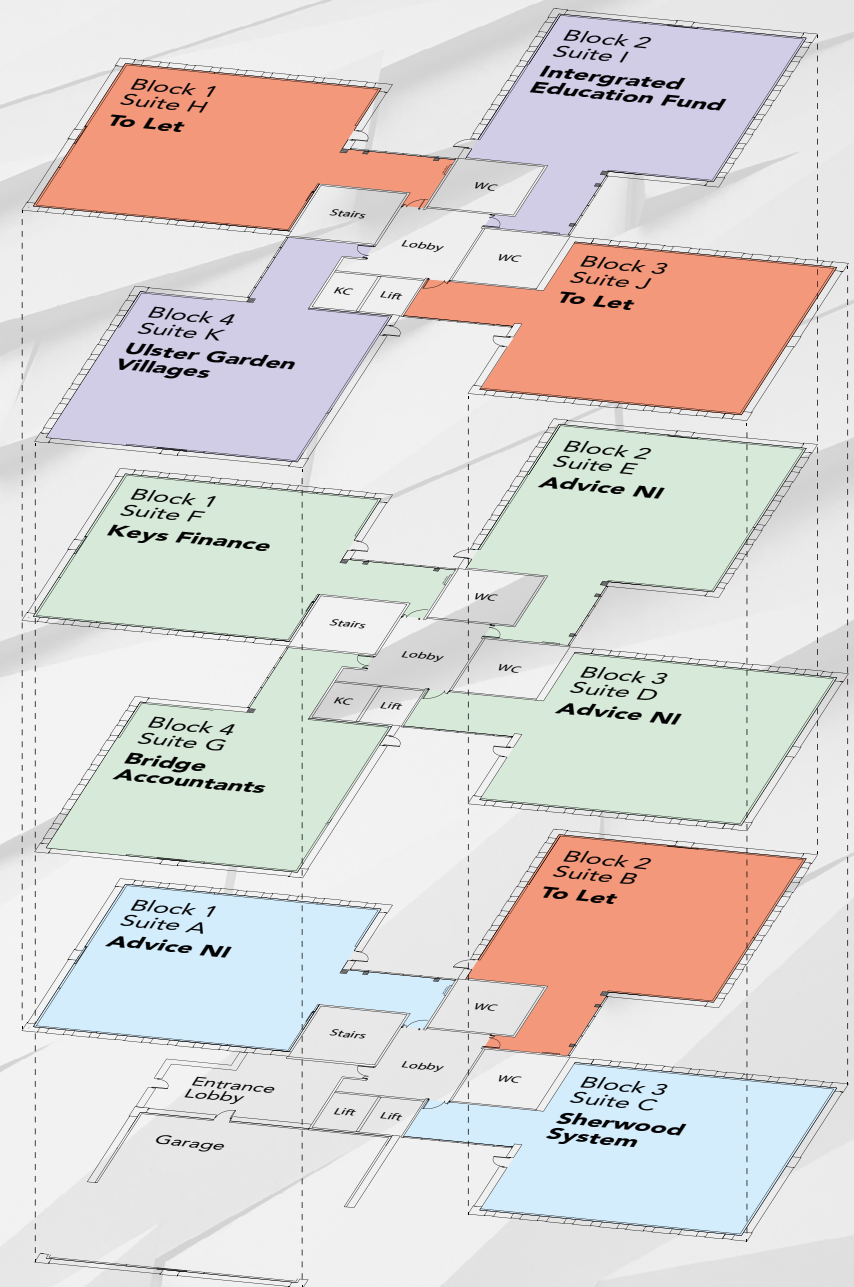 Block 2
Suite I
Intergrated
Education Fund
Block 1
Suite H
To Let
WC
Stairs
Lobby
WC
Block 3
Suite J
To Let
KC
Lift
Block 4
Suite K
Ulster Garden
Villages
Block 2
Suite E
Advice NI
Block 1
Suite F
Keys Finance
WC
Stairs
Lobby
WC
Block 3
Suite D
Advice NI
KC
Lift
Block 4
Suite G
Bridge
Accountants
Block 2
Suite B
To Let
Block 1
Suite A
Advice NI
WC
Stairs
Lobby
WC
Block 3
Suite C
Sherwood
System
Entrance
Lobby
Lift
Lift
Garage